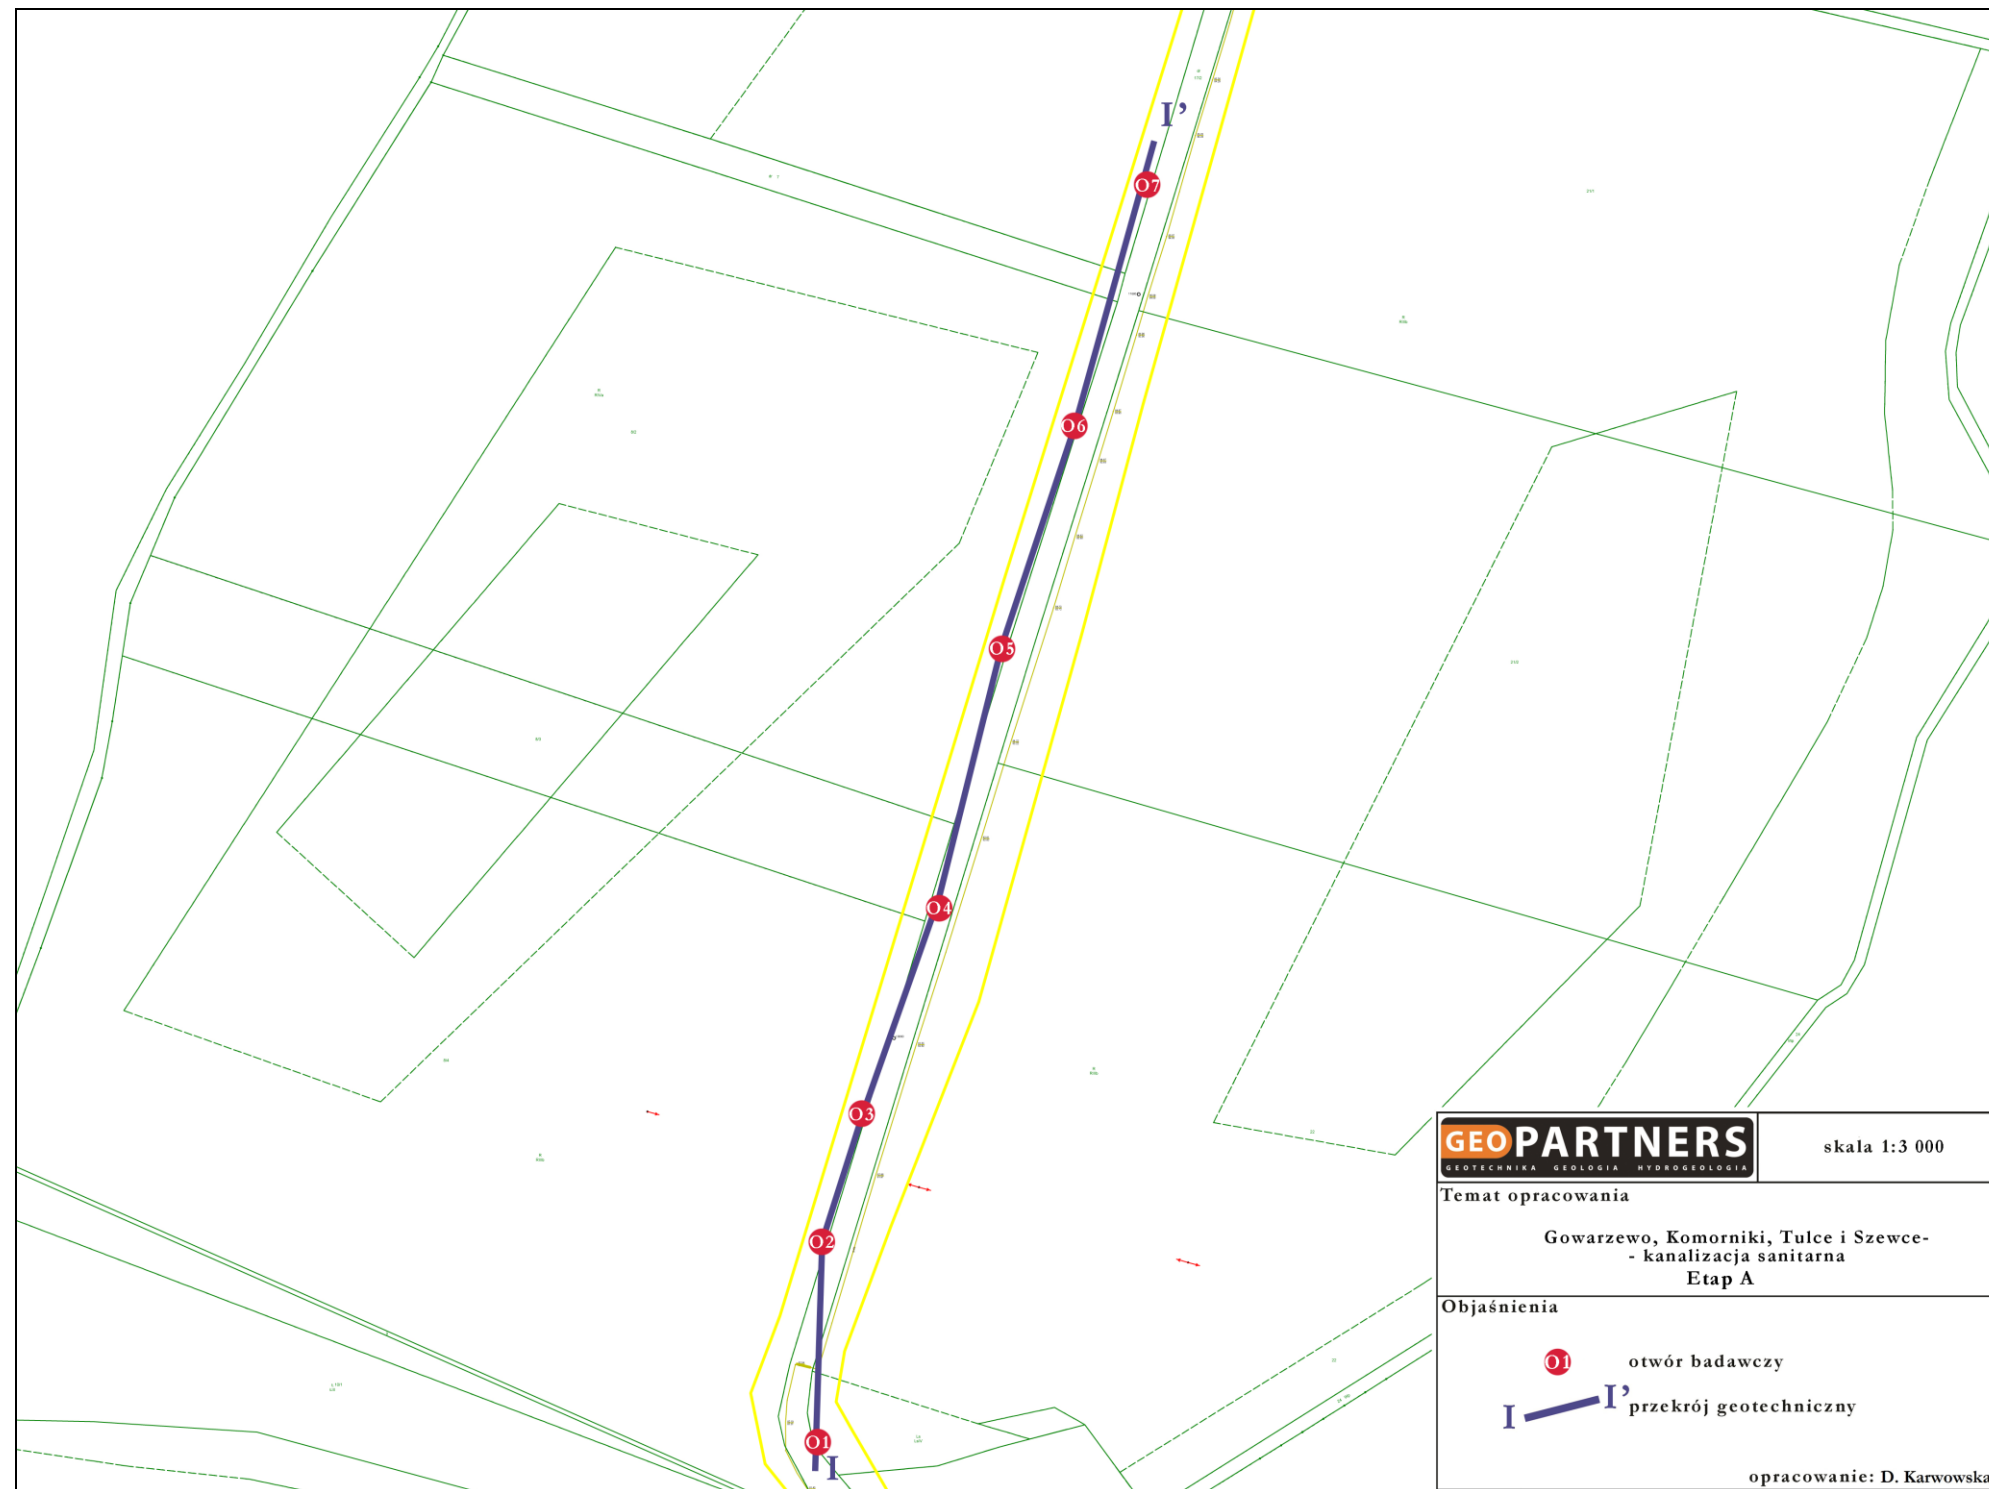 I’
O7
O6
O5
O4
O3
O2
O1
I
GEOPARTNERS
GEOTECHNIKA GEOLOGIA HYDROGEOLOGIA
skala 1:3 000
Temat opracowania
Gowarzewo, Komorniki, Tulce i Szewce-
- kanalizacja sanitarna
Etap A
Objaśnienia
O1 otwór badawczy
I I’ przekrój geotechniczny
opracowanie: D. Karwowska